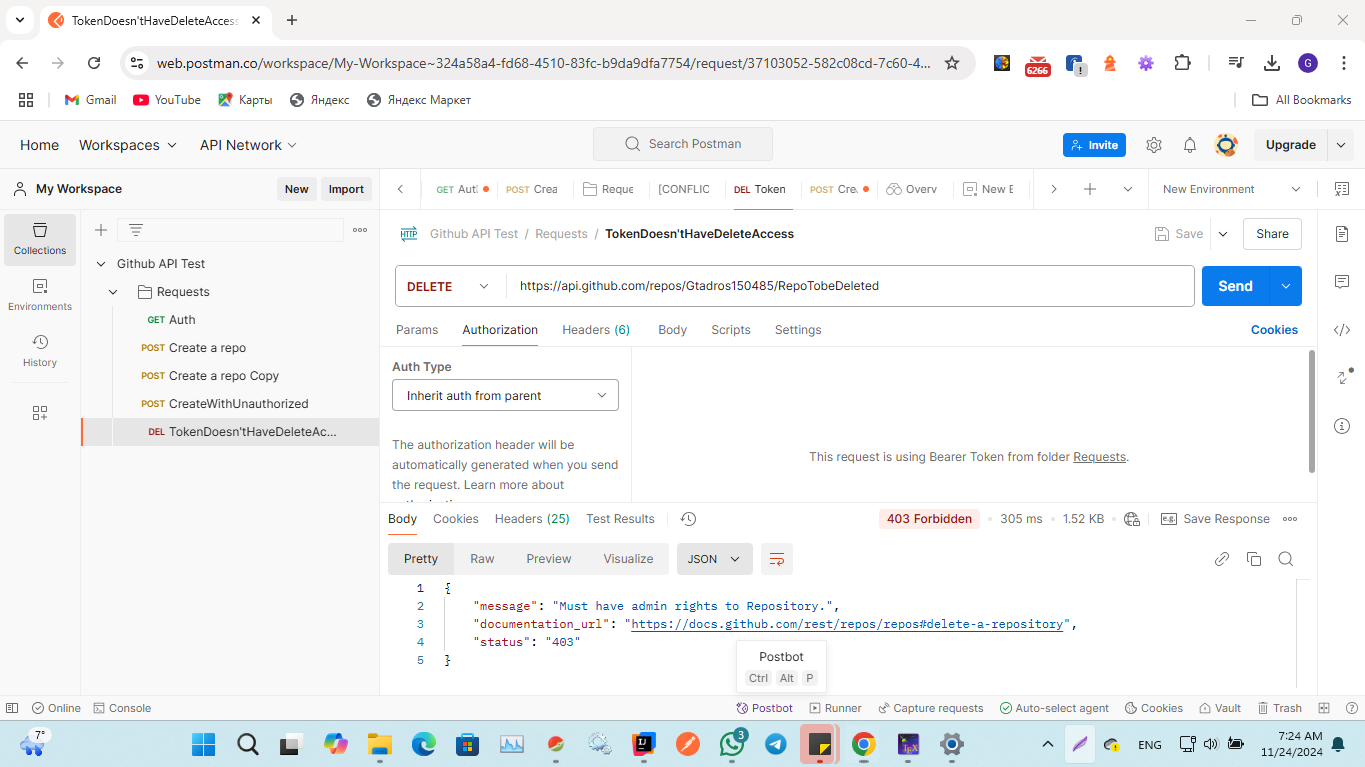 TokenDoesn'tHaveDeleteAccess
web.postman.co/workspace/My-Workspace~324a58a4-fd68-4510-83fc-b9da9dfa7754/request/37103052-582c08cd-7c60-4...
6266
G
Gmail
YouTube
Карты
Яндекс
Яндекс Маркет
All Bookmarks
Home
Workspaces
API Network
Search Postman
Invite
Upgrade
My Workspace
New
Import
GET Aut
POST Crea
Reque
[CONFLIC
DEL Token
POST Cre
Overv
New E
New Environment
Collections
Environments
History
Github API Test
Requests
GET Auth
POST Create a repo
POST Create a repo Copy
POST CreateWithUnauthorized
DEL TokenDoesn'tHaveDeleteAc...
HTTP Github API Test / Requests / TokenDoesn'tHaveDeleteAccess
Save
Share
DELETE
https://api.github.com/repos/Gtadros150485/RepoTobeDeleted
Send
Params
Authorization
Headers (6)
Body
Scripts
Settings
Cookies
Auth Type
Inherit auth from parent
The authorization header will be
automatically generated when you send
the request. Learn more about
This request is using Bearer Token from folder Requests.
Body
Cookies
Headers (25)
Test Results
403 Forbidden
305 ms
1.52 KB
e.g.
Save Response
Pretty
Raw
Preview
Visualize
JSON
1 {
2 "message": "Must have admin rights to Repository.",
3 "documentation_url": "https://docs.github.com/rest/repos/repos#delete-a-repository",
4 "status": "403"
5 }
Postbot
Ctrl Alt P
Online
Console
Postbot
Runner
Capture requests
Auto-select agent
Cookies
Vault
Trash
7°
3
ENG
7:24 AM
11/24/2024